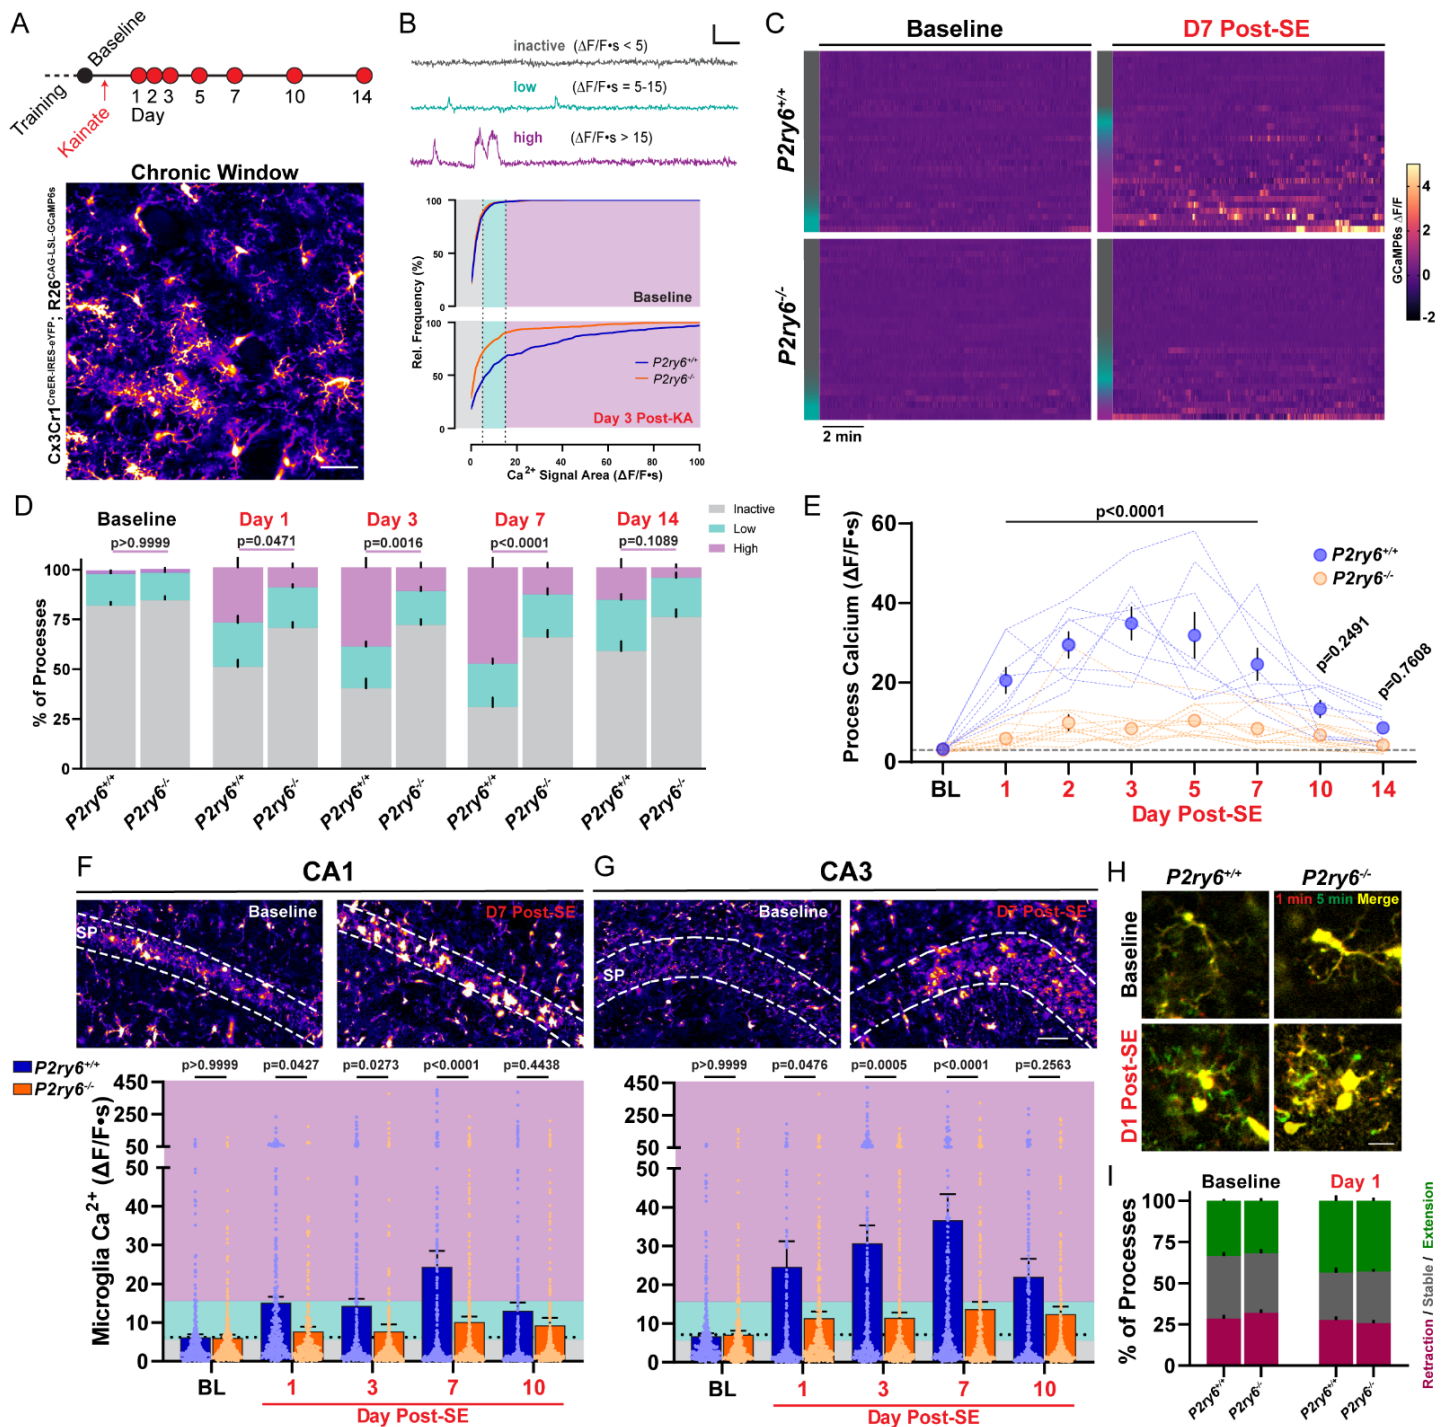 A
Training
Baseline
Kainate
1 2 3 5 7 10 14
Day
Chronic Window
Cx3Cr1CreER-IRES-eYFP; R26CAG-LSL-GCaMP6s
B
inactive (ΔF/F•s < 5)
low (ΔF/F•s = 5-15)
high (ΔF/F•s > 15)
Rel. Frequency (%)
100
50
0
Baseline
100
50
0
P2ry6+/+
P2ry6-/-
Day 3 Post-KA
0 20 40 60 80 100
Ca2+ Signal Area (ΔF/F•s)
C
Baseline
D7 Post-SE
P2ry6+/+
P2ry6-/-
2 min
4
2
0
-2
GCaMP6s ΔF/F
D
Baseline Day 1 Day 3 Day 7 Day 14
p>0.9999 p=0.0471 p=0.0016 p<0.0001 p=0.1089
Inactive
Low
High
% of Processes
100
75
50
25
0
P2ry6+/+ P2ry6-/- P2ry6+/+ P2ry6-/- P2ry6+/+ P2ry6-/- P2ry6+/+ P2ry6-/- P2ry6+/+ P2ry6-/-
E
p<0.0001
P2ry6+/+
P2ry6-/-
p=0.2491
p=0.7608
Process Calcium (ΔF/F•s)
60
40
20
0
BL 1 2 3 5 7 10 14
Day Post-SE
F
CA1
Baseline
SP
D7 Post-SE
P2ry6+/+
P2ry6-/-
p>0.9999 p=0.0427 p=0.0273 p<0.0001 p=0.4438
Microglia Ca2+ (ΔF/F•s)
450
250
50
50
40
30
20
10
0
BL 1 3 7 10
Day Post-SE
G
CA3
Baseline
SP
D7 Post-SE
p>0.9999 p=0.0476 p=0.0005 p<0.0001 p=0.2563
450
250
50
50
40
30
20
10
0
BL 1 3 7 10
Day Post-SE
H
P2ry6+/+ P2ry6-/-
1 min 5 min Merge
Baseline
D1 Post-SE
I
Baseline Day 1
% of Processes
100
75
50
25
0
P2ry6+/+ P2ry6-/- P2ry6+/+ P2ry6-/-
Retraction / Stable / Extension